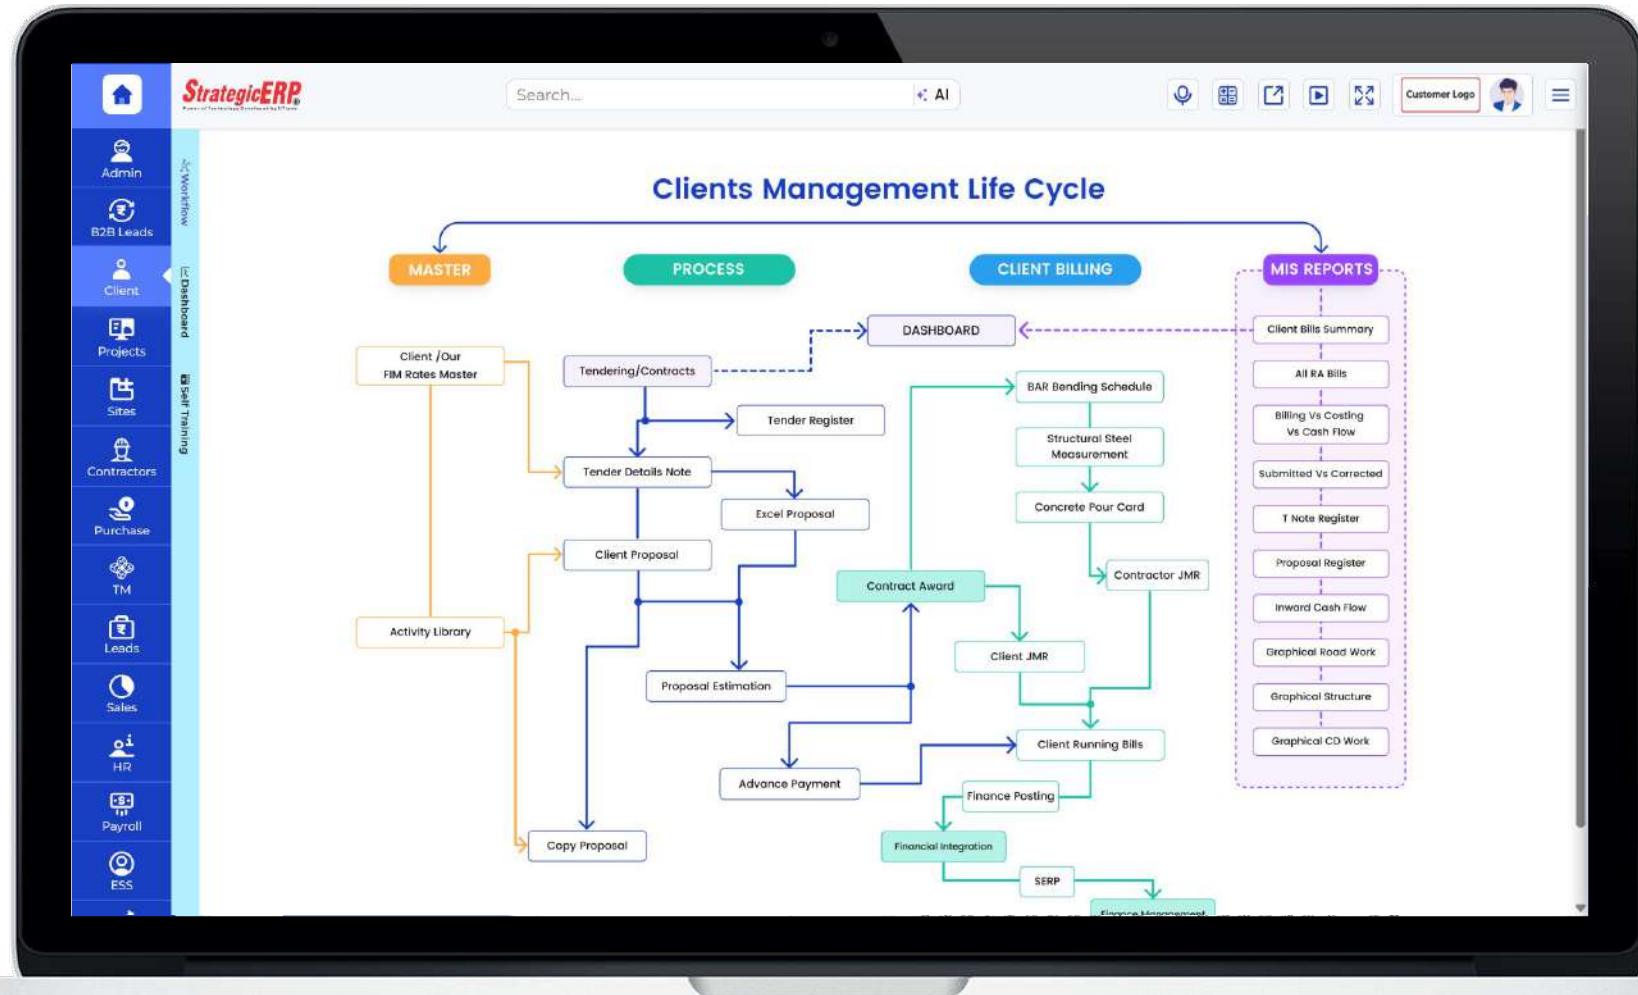 StrategicERP
Search...
AI
Customer Logo
Admin
B2B Leads
Client
Projects
Sites
Contractors
Purchase
TM
Leads
Sales
HR
Payroll
ESS
Workflow
Dashboard
Self Training
Clients Management Life Cycle
MASTER
PROCESS
CLIENT BILLING
MIS REPORTS
DASHBOARD
Client /Our
FIM Rates Master
Activity Library
Tendering/Contracts
Tender Register
Tender Details Note
Excel Proposal
Client Proposal
Proposal Estimation
Advance Payment
Copy Proposal
Contract Award
BAR Bending Schedule
Structural Steel
Measurement
Concrete Pour Card
Contractor JMR
Client JMR
Client Running Bills
Finance Posting
Financial Integration
SERP
Finance Management
Client Bills Summary
All RA Bills
Billing Vs Costing
Vs Cash Flow
Submitted Vs Corrected
T Note Register
Proposal Register
Inward Cash Flow
Graphical Road Work
Graphical Structure
Graphical CD Work